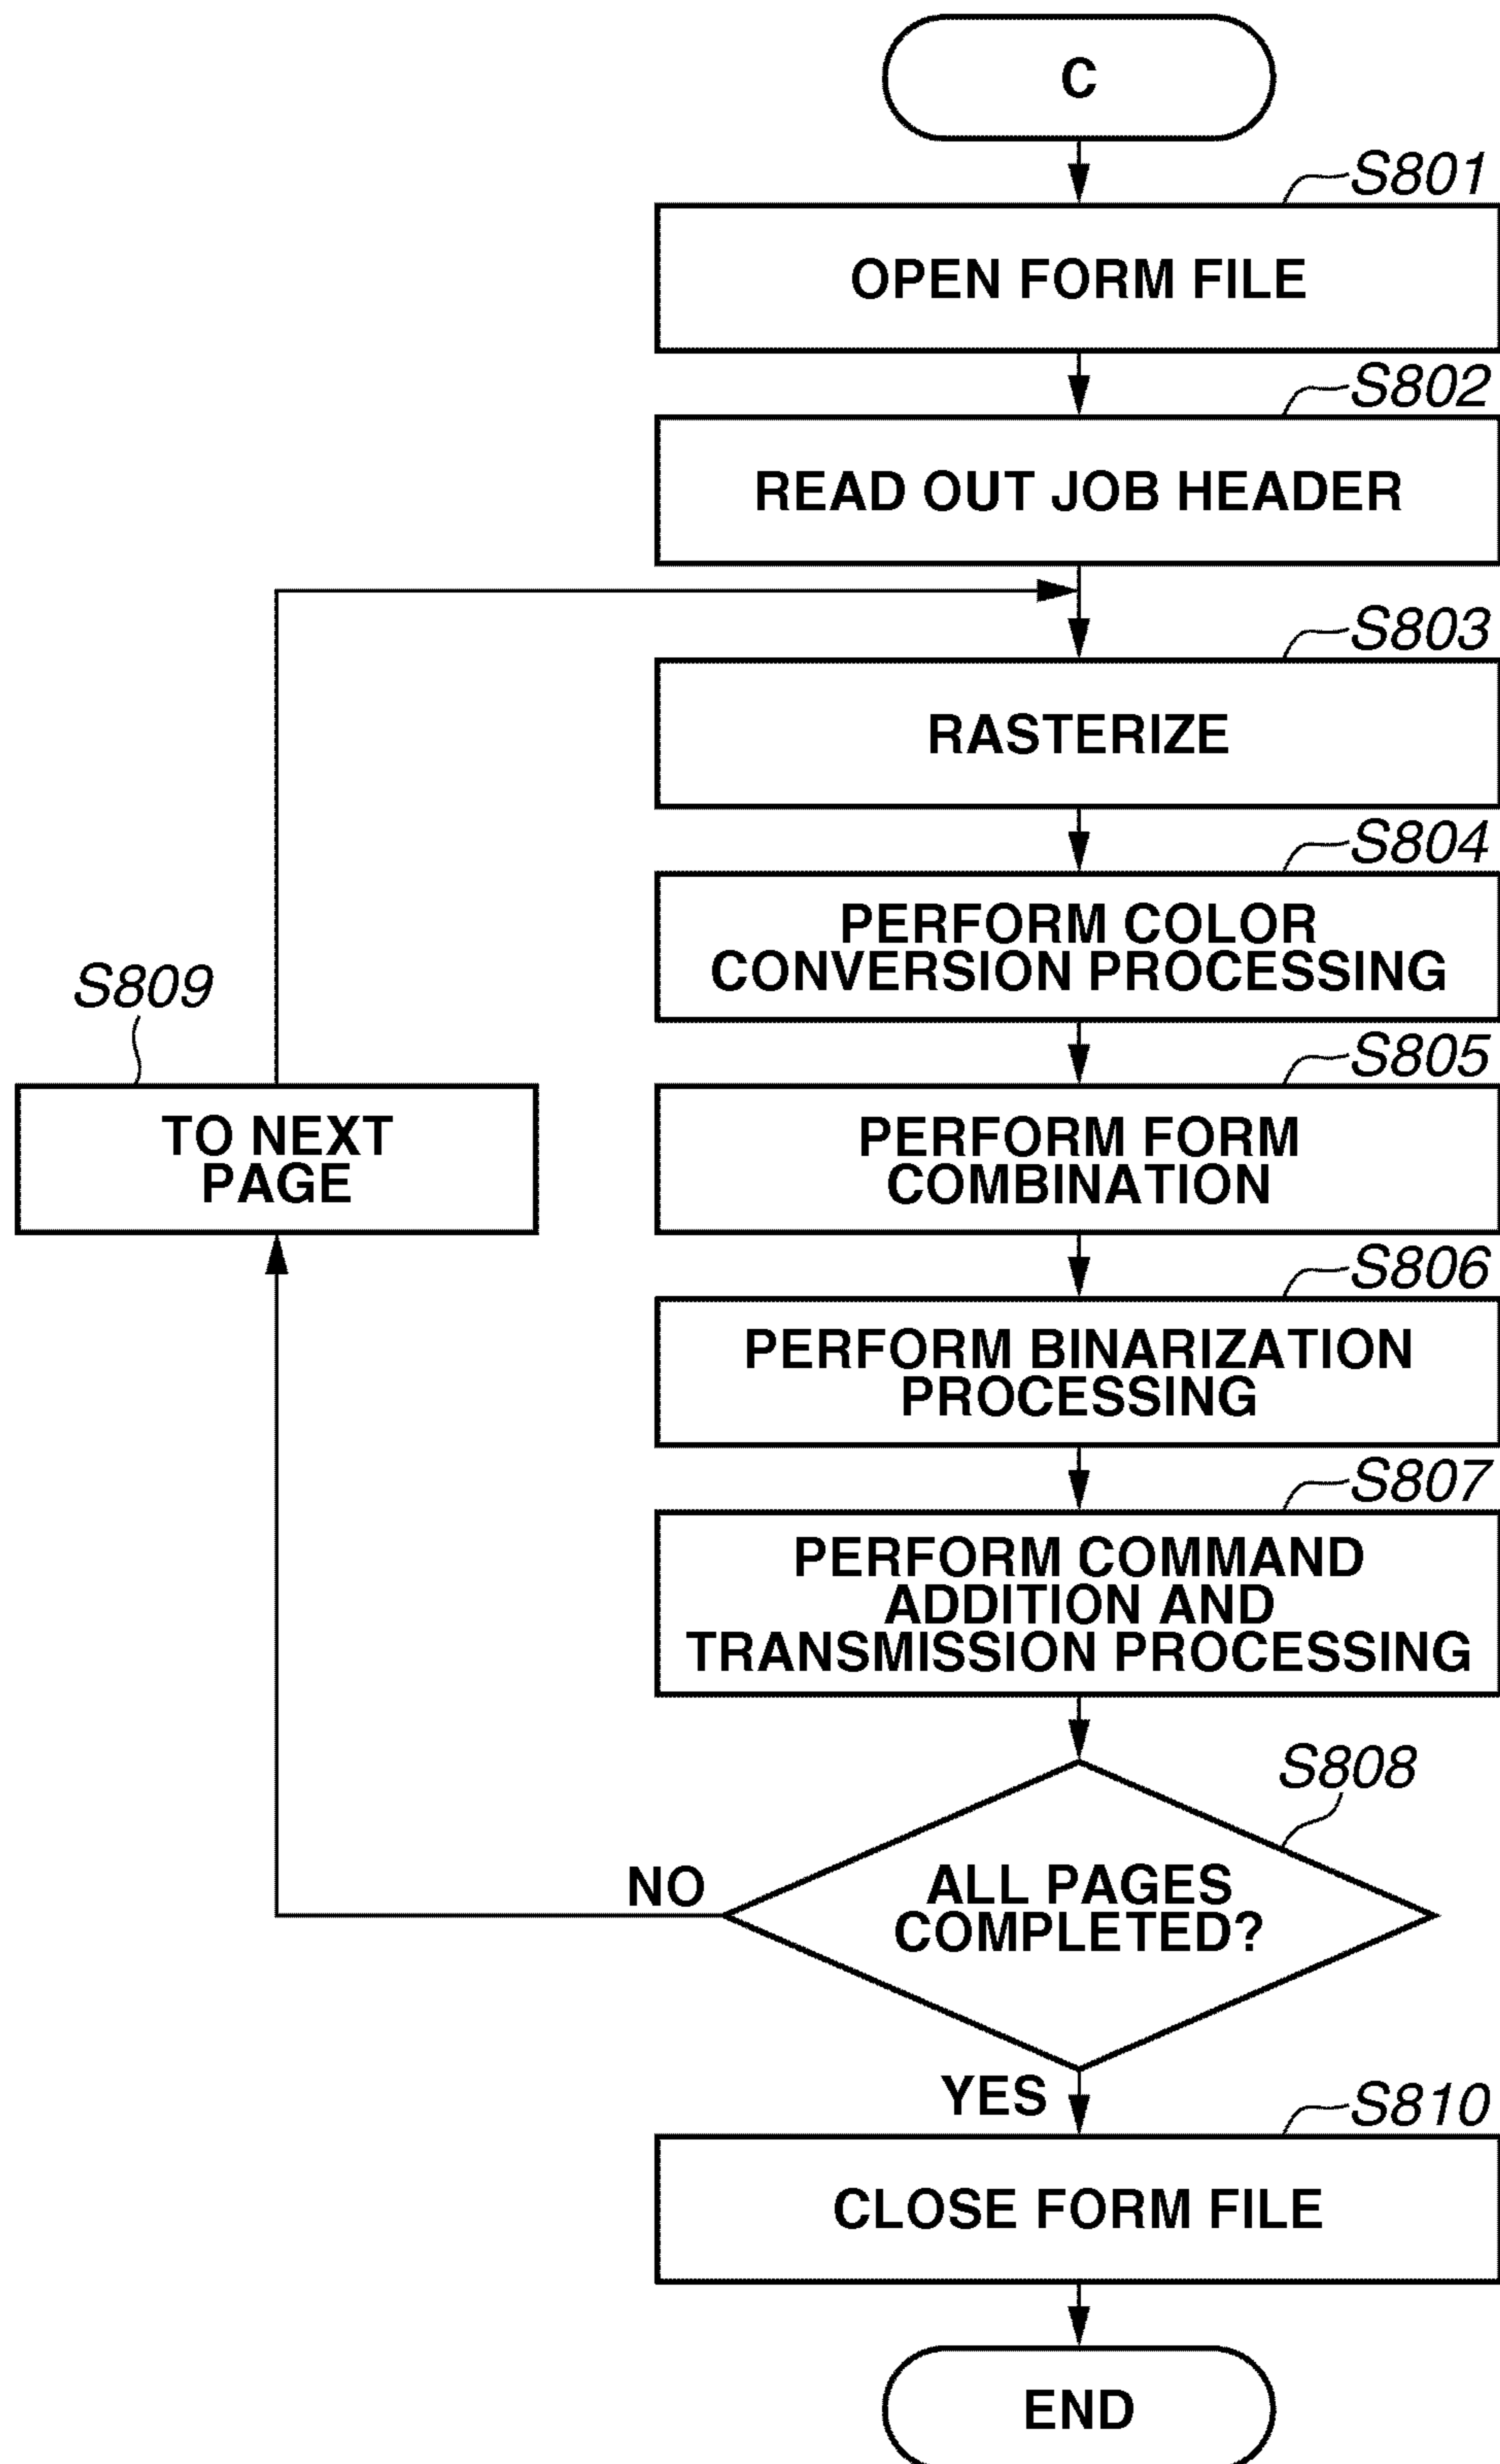 C
S801
OPEN FORM FILE
S802
READ OUT JOB HEADER
S803
RASTERIZE
S804
PERFORM COLOR
CONVERSION PROCESSING
S809
TO NEXT
PAGE
S805
PERFORM FORM
COMBINATION
S806
PERFORM BINARIZATION
PROCESSING
S807
PERFORM COMMAND
ADDITION AND
TRANSMISSION PROCESSING
S808
ALL PAGES
COMPLETED?
NO
YES
S810
CLOSE FORM FILE
END